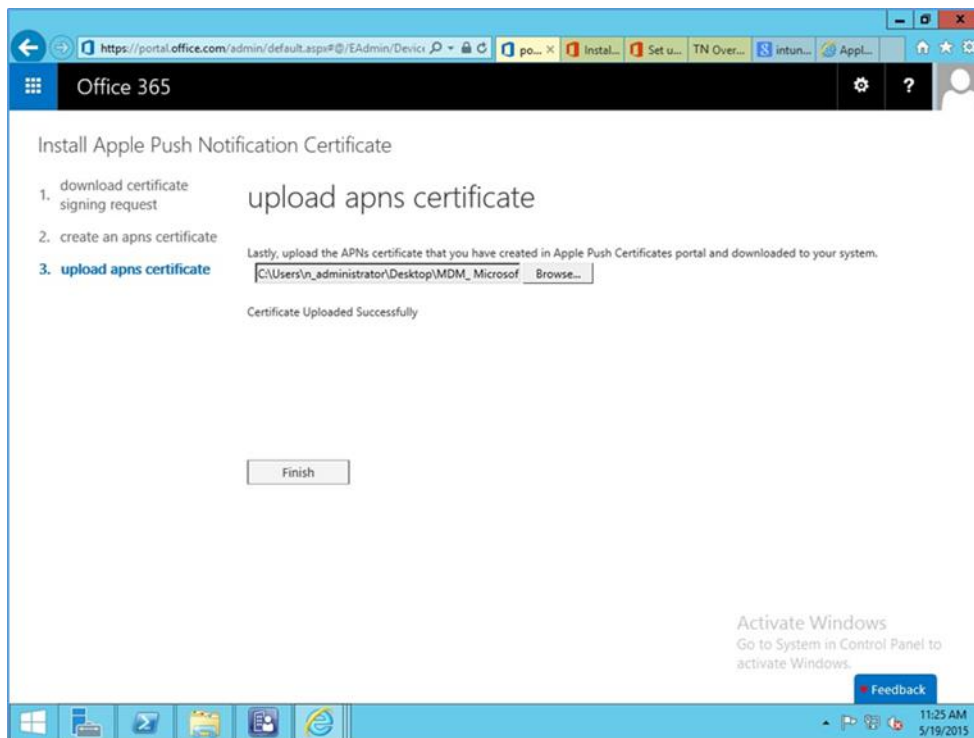 https://portal.office.com/admin/default.aspx#@/EAdmin/Devic
po...
Instal...
Set u...
TN Over...
intun...
Appl...
Office 365
?
Install Apple Push Notification Certificate
1. download certificate
signing request
2. create an apns certificate
3. upload apns certificate
upload apns certificate
Lastly, upload the APNs certificate that you have created in Apple Push Certificates portal and downloaded to your system.
C:\Users\n_administrator\Desktop\MDM_ Microsof
Browse...
Certificate Uploaded Successfully
Finish
Activate Windows
Go to System in Control Panel to
activate Windows.
Feedback
11:25 AM
5/19/2015